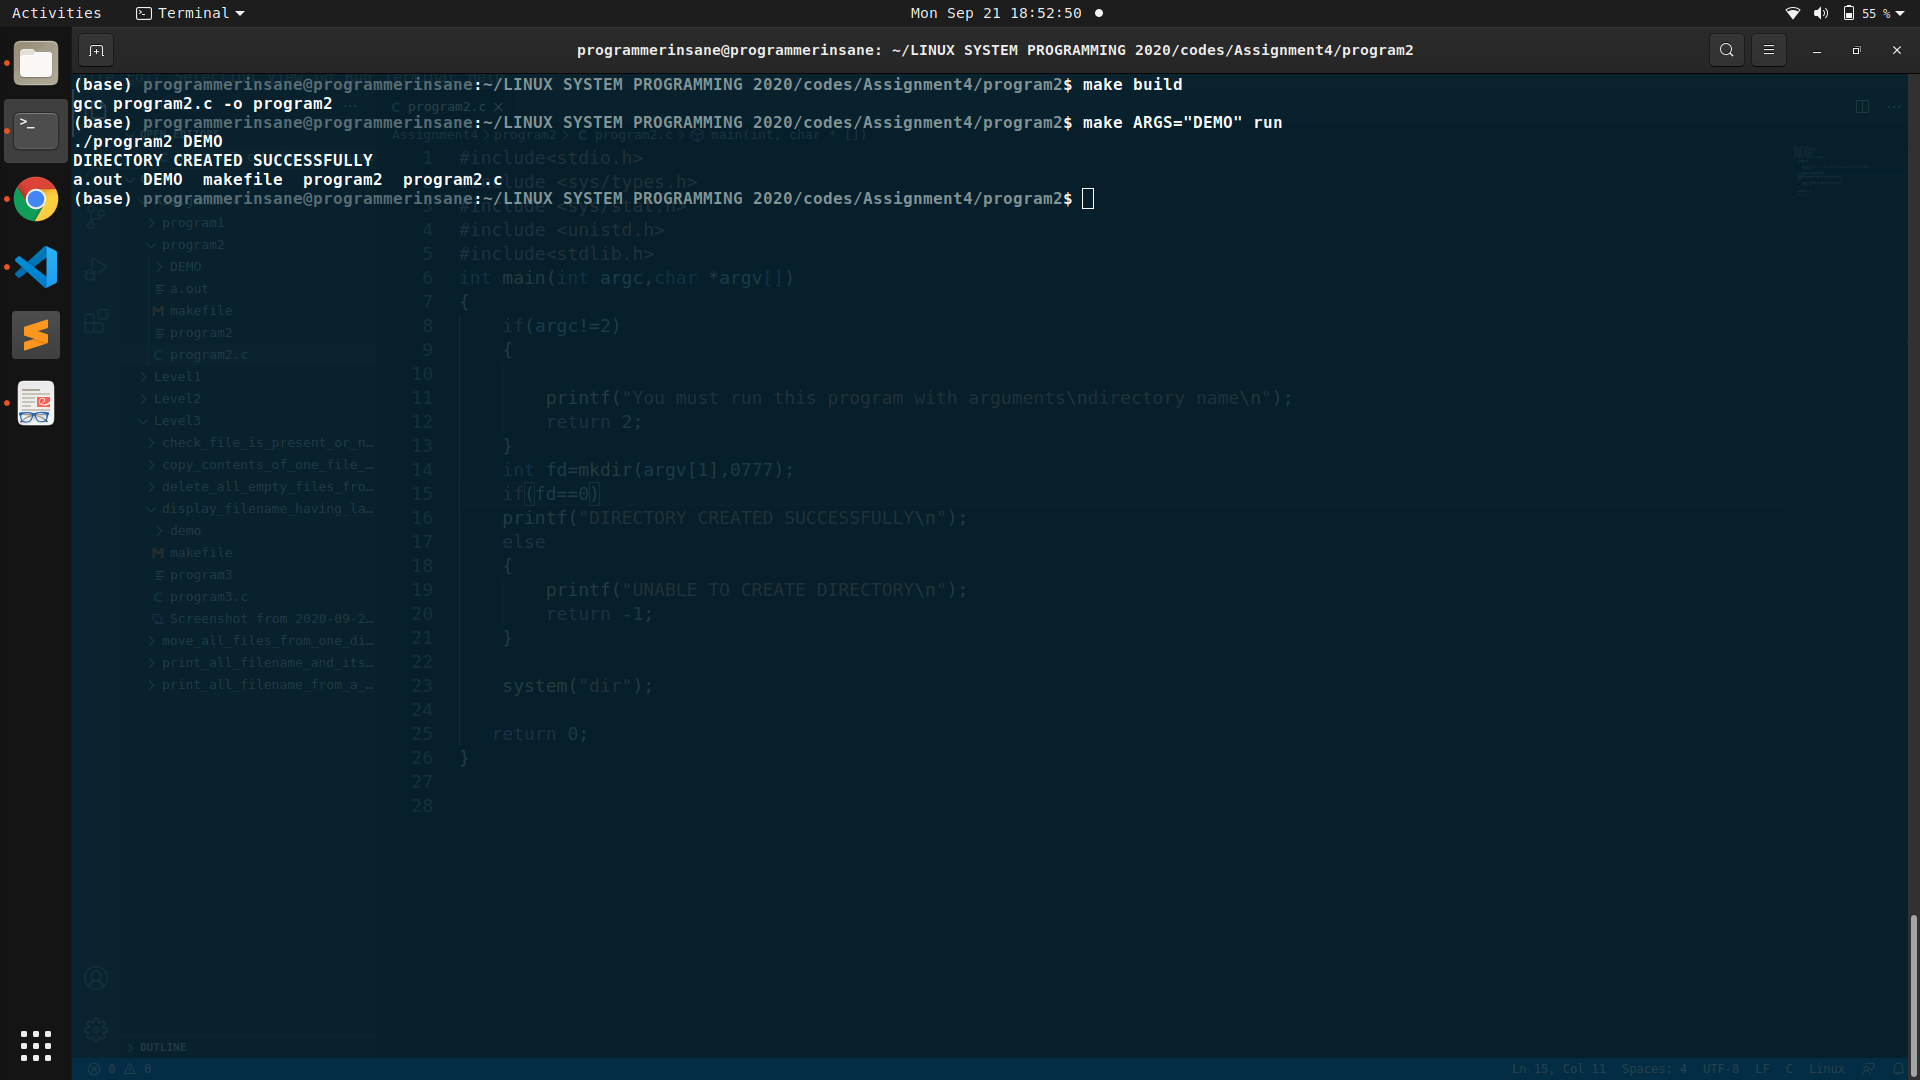 Activities Terminal Mon Sep 21 18:52:50 55 %
programmerinsane@programmerinsane: ~/LINUX SYSTEM PROGRAMMING 2020/codes/Assignment4/program2
(base) programmerinsane@programmerinsane:~/LINUX SYSTEM PROGRAMMING 2020/codes/Assignment4/program2$ make build
gcc program2.c -o program2
(base) programmerinsane@programmerinsane:~/LINUX SYSTEM PROGRAMMING 2020/codes/Assignment4/program2$ make ARGS="DEMO" run
./program2 DEMO
DIRECTORY CREATED SUCCESSFULLY
a.out DEMO makefile program2 program2.c
(base) programmerinsane@programmerinsane:~/LINUX SYSTEM PROGRAMMING 2020/codes/Assignment4/program2$
program1
program2
DEMO
a.out
makefile
program2
program2.c
Level1
Level2
Level3
check_file_is_present_or_n...
copy_contents_of_one_file_...
delete_all_empty_files_fro...
display_filename_having_la...
demo
makefile
program3
program3.c
Screenshot from 2020-09-2...
move_all_files_from_one_di...
print_all_filename_and_its...
print_all_filename_from_a_...
OUTLINE
program2.c
Assignment4 > program2 > program2.c > main(int, char * [])
1 #include<stdio.h>
<sys/types.h>
<sys/stat.h>
4 #include <unistd.h>
5 #include<stdlib.h>
6 int main(int argc,char *argv[])
7 {
8 if(argc!=2)
9 {
10
11 printf("You must run this program with arguments\ndirectory name\n");
12 return 2;
13 }
14 int fd=mkdir(argv[1],0777);
15 if(fd==0)
16 printf("DIRECTORY CREATED SUCCESSFULLY\n");
17 else
18 {
19 printf("UNABLE TO CREATE DIRECTORY\n");
20 return -1;
21 }
22
23 system("dir");
24
25 return 0;
26 }
27
28
0 0 Ln 15, Col 11 Spaces: 4 UTF-8 LF C Linux